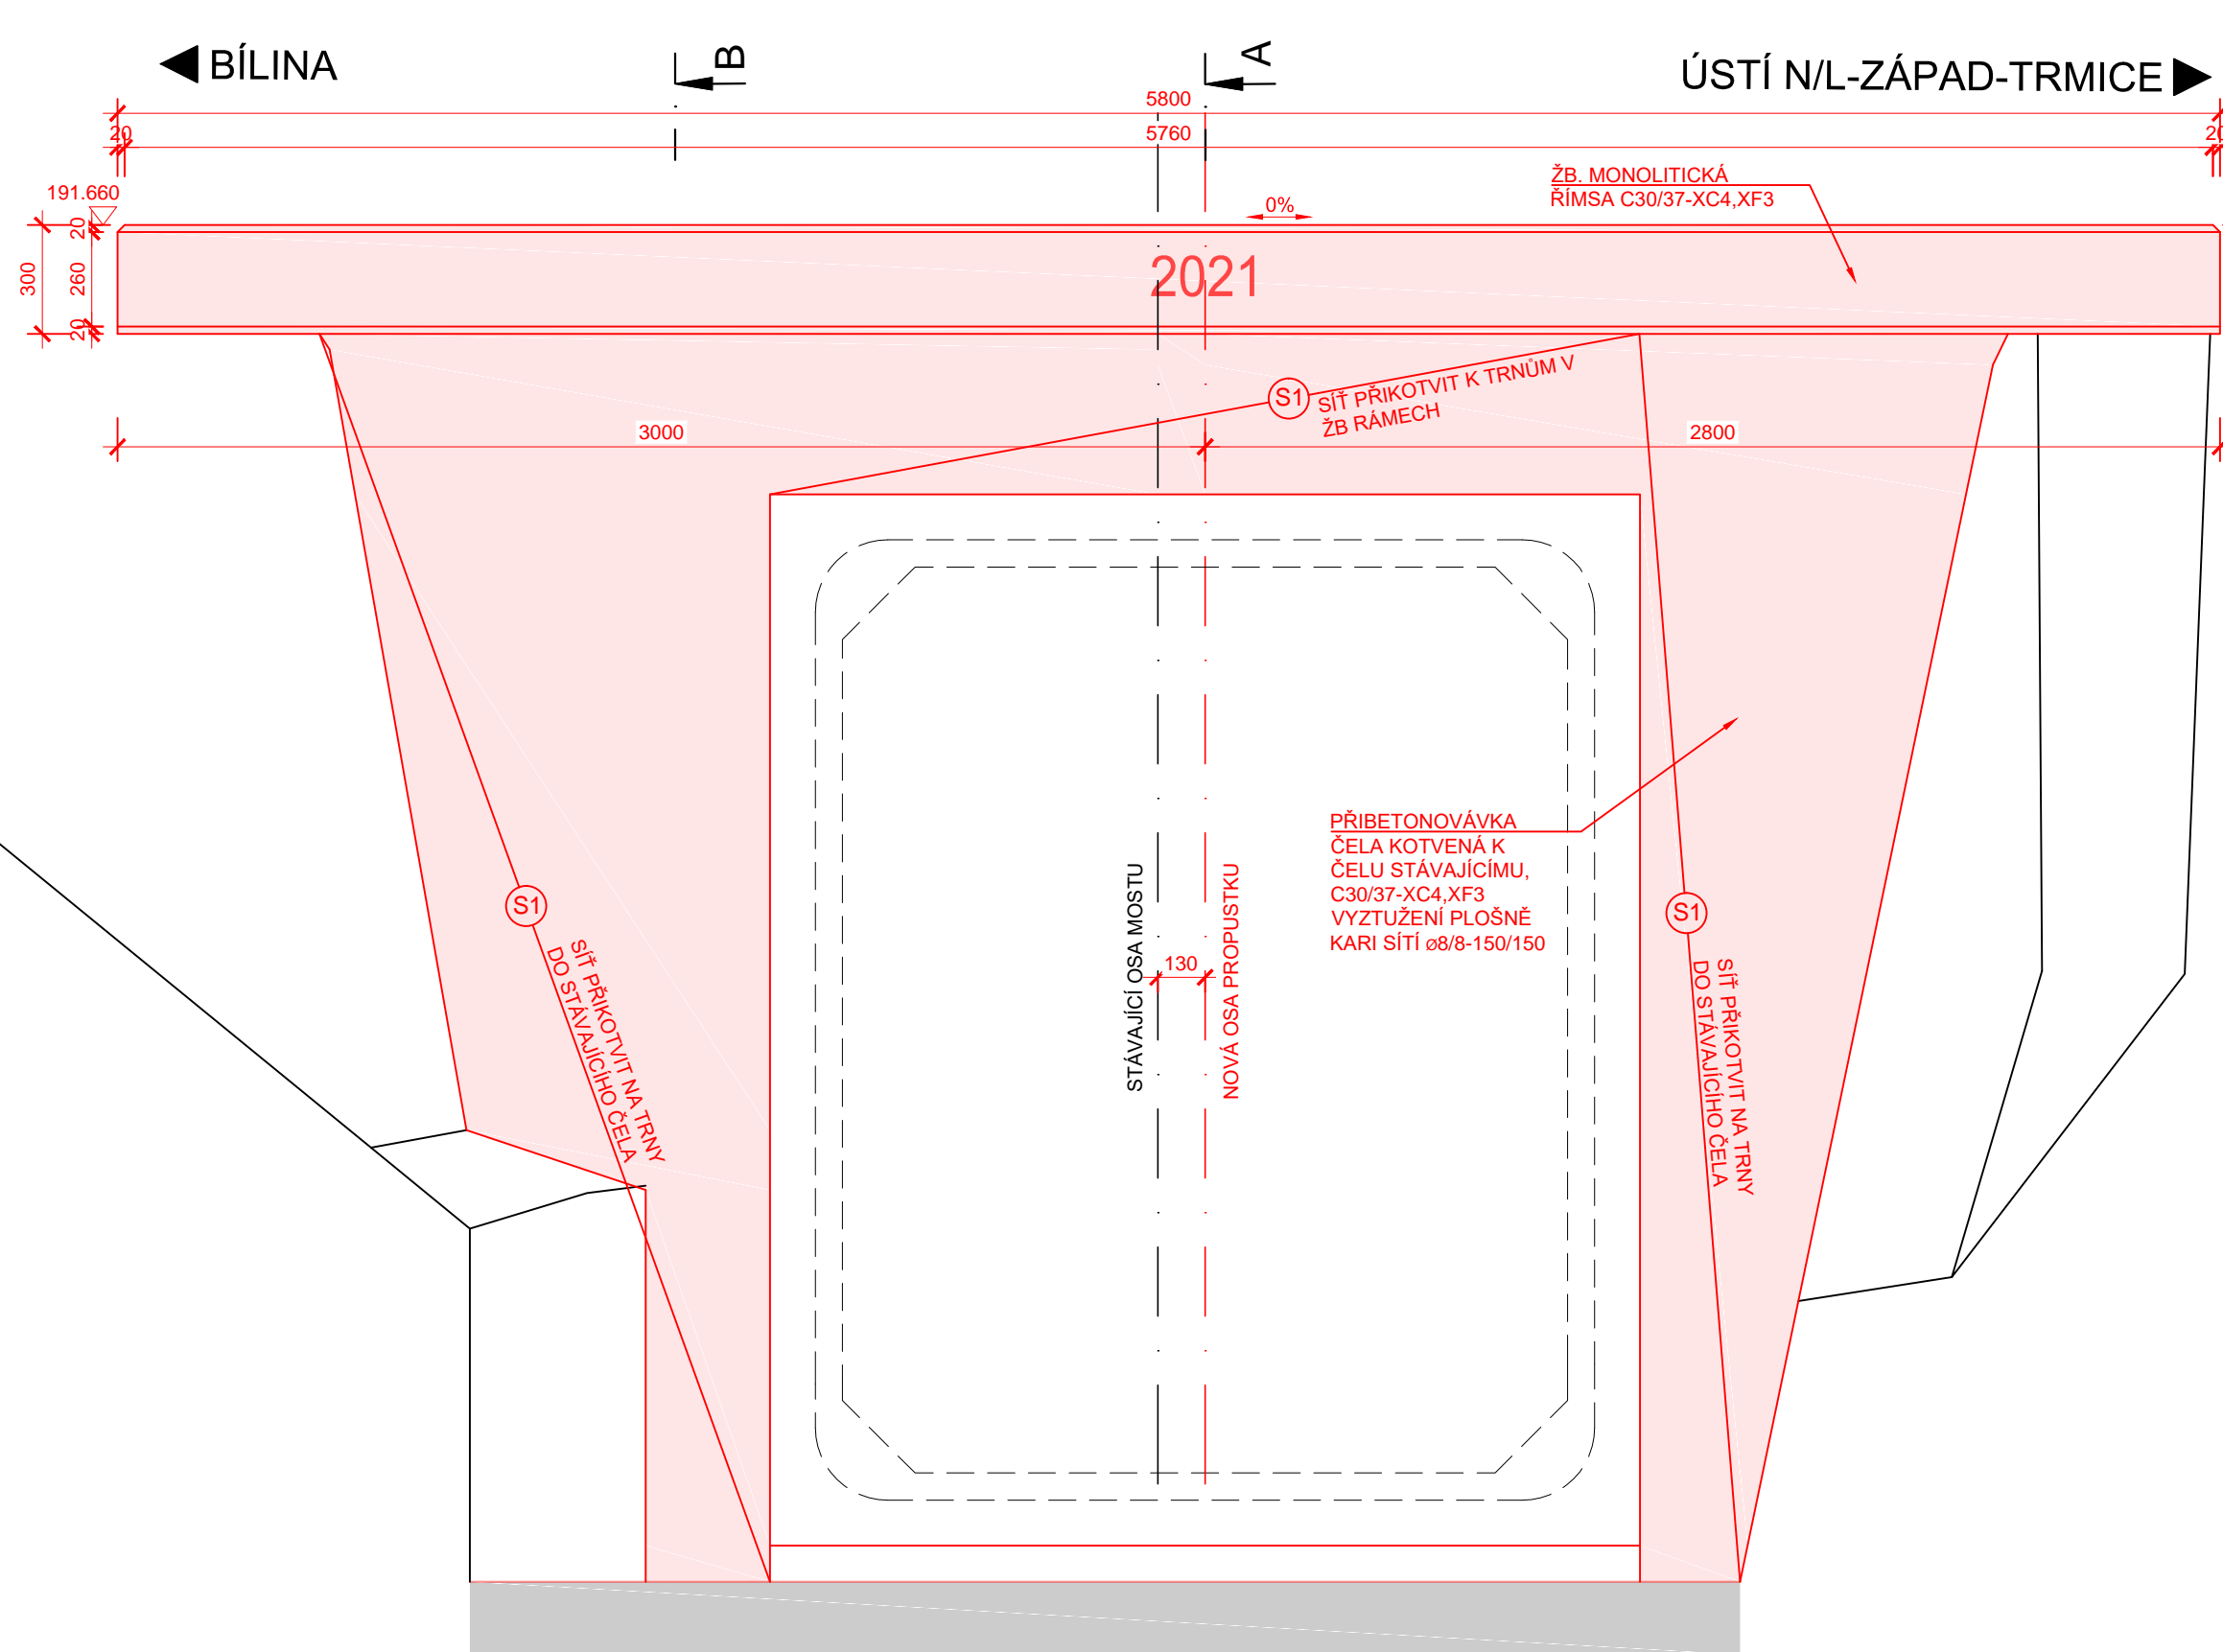 BÍLINA
B
A
ÚSTÍ N/L-ZÁPAD-TRMICE
5800
20
5760
20
191.660
0%
ŽB. MONOLITICKÁ
ŘÍMSA C30/37-XC4,XF3
300
20
260
20
2021
S1
SÍŤ PŘIKOTVIT K TRNŮM V
ŽB RÁMECH
3000
2800
PŘIBETONOVÁVKA
ČELA KOTVENÁ K
ČELU STÁVAJÍCÍMU,
C30/37-XC4,XF3
VYZTUŽENÍ PLOŠNĚ
KARI SÍTÍ ⌀8/8-150/150
S1
SÍŤ PŘIKOTVIT NA TRNY
DO STÁVAJÍCÍHO ČELA
STÁVAJÍCÍ OSA MOSTU
130
NOVÁ OSA PROPUSTKU
S1
SÍŤ PŘIKOTVIT NA TRNY
DO STÁVAJÍCÍHO ČELA